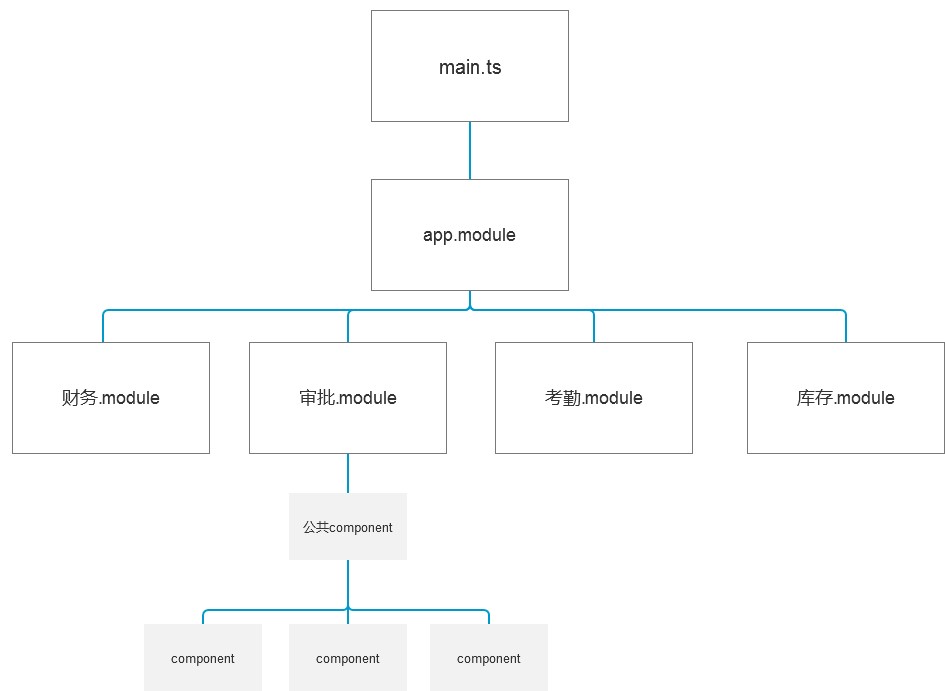 main.ts
app.module
财务.module
审批.module
考勤.module
库存.module
公共component
component
component
component